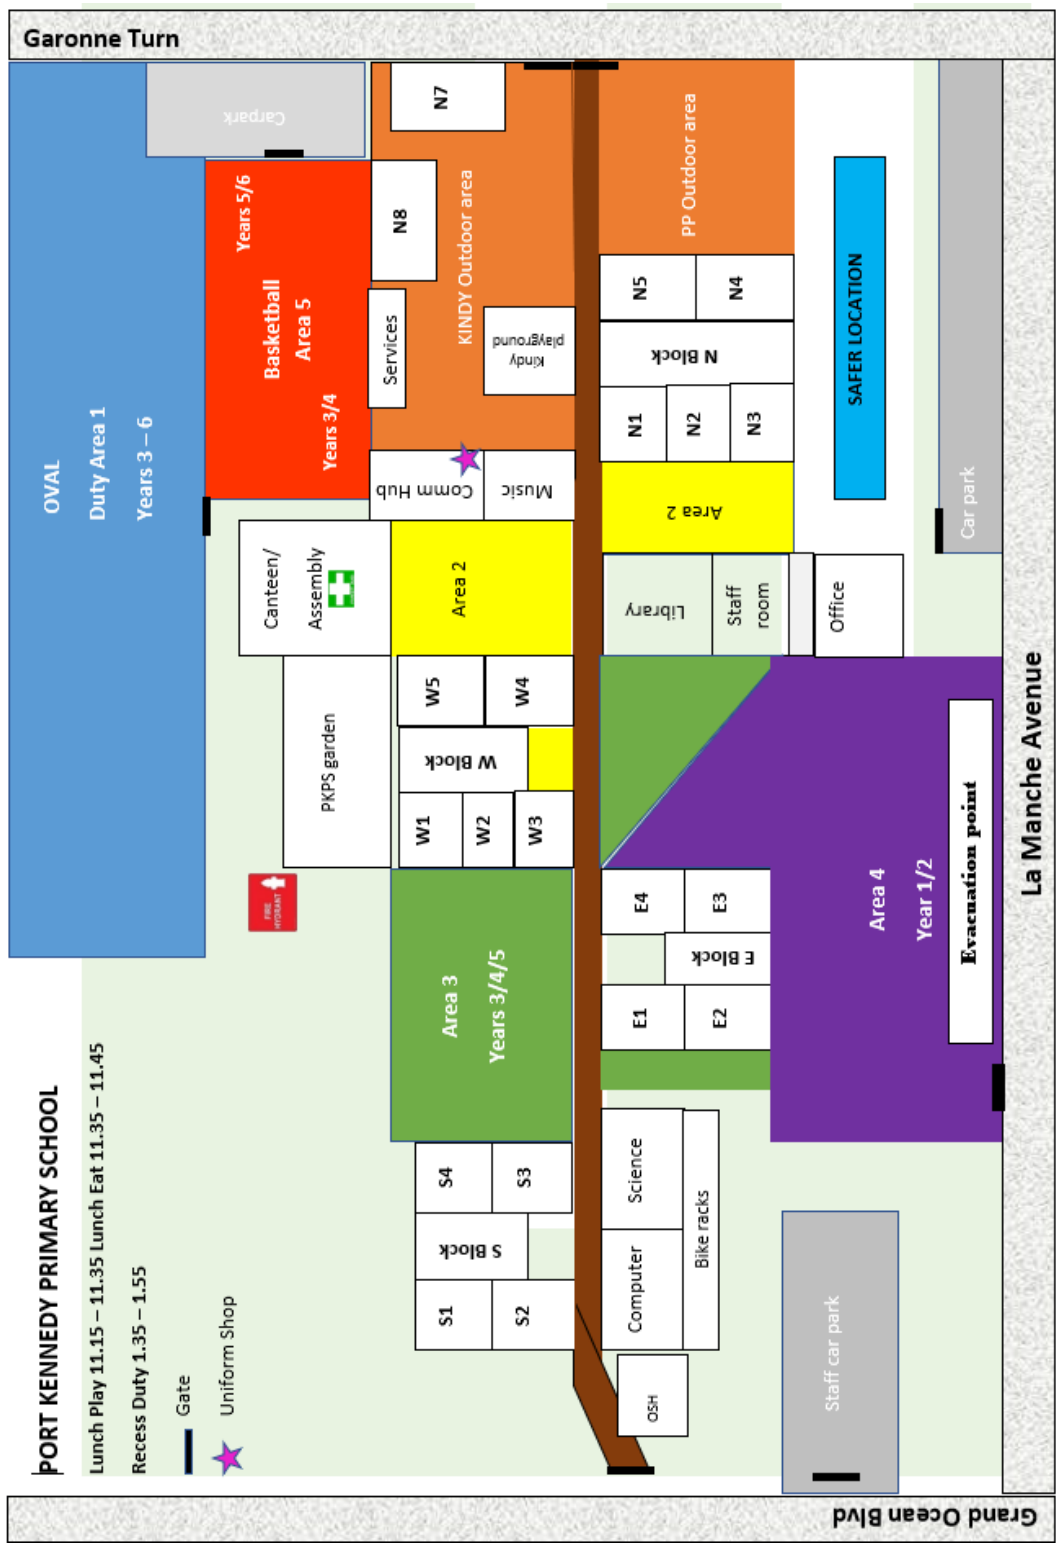 Garonne Turn
PORT KENNEDY PRIMARY SCHOOL
Lunch Play 11.15 – 11.35 Lunch Eat 11.35 – 11.45
Recess Duty 1.35 – 1.55
Gate
Uniform Shop
OVAL
Duty Area 1
Years 3 – 6
Carpark
Years 5/6
Basketball
Area 5
Years 3/4
N7
N8
KINDY Outdoor area
Services
Kindy
playground
Comm Hub
Music
PP Outdoor area
N5
N4
N Block
N1
N2
N3
SAFER LOCATION
Car park
Canteen/
Assembly
Area 2
Area 2
Library
Staff
room
Office
PKPS garden
W5
W4
W Block
W1
W2
W3
FIRE
HYDRANT
Area 3
Years 3/4/5
E4
E3
E Block
E1
E2
Area 4
Year 1/2
Evacuation point
La Manche Avenue
S4
S3
S Block
S1
S2
Science
Computer
Bike racks
OSH
Staff car park
Grand Ocean Blvd